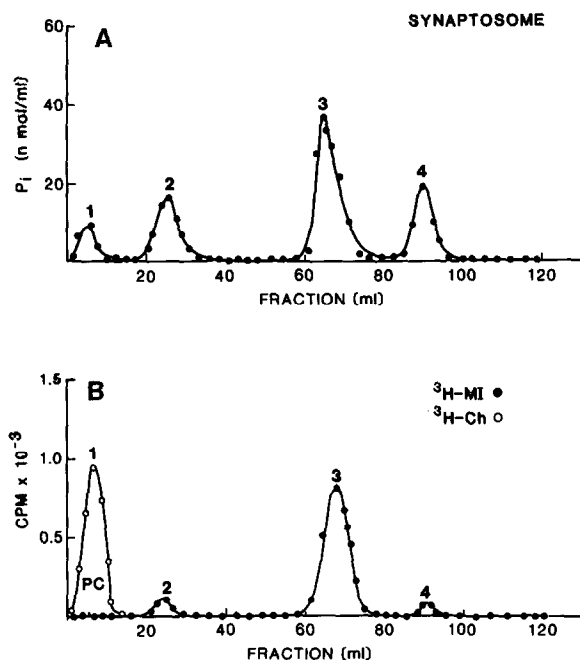 SYNAPTOSOME
A
Pi (n mol/ml)
60
40
20
1
2
3
4
0 20 40 60 80 100 120
FRACTION (ml)
B
³H-MI ●
³H-Ch ○
CPM x 10⁻³
1.5
1.0
0.5
1
PC
2
3
4
0 20 40 60 80 100 120
FRACTION (ml)